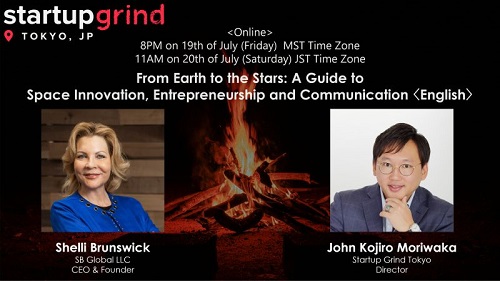 startupgrind
TOKYO, JP
<Online>
8PM on 19th of July (Friday) MST Time Zone
11AM on 20th of July (Saturday) JST Time Zone
From Earth to the Stars: A Guide to
Space Innovation, Entrepreneurship and Communication〈English〉
Shelli Brunswick
SB Global LLC
CEO & Founder
John Kojiro Moriwaka
Startup Grind Tokyo
Director